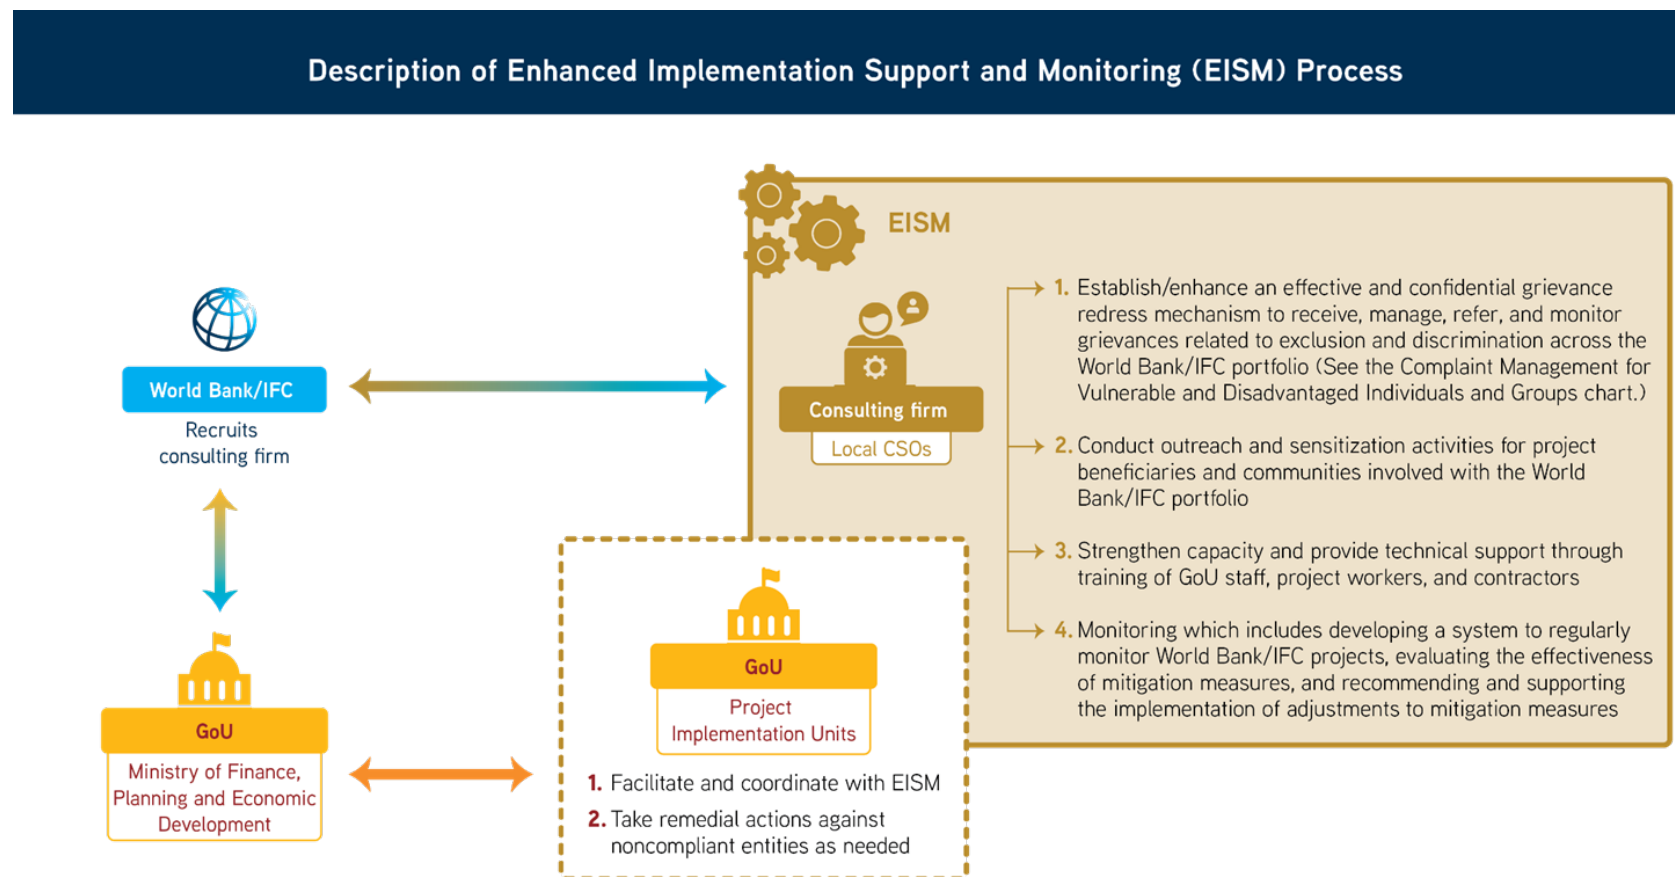 Description of Enhanced Implementation Support and Monitoring (EISM) Process
EISM
World Bank/IFC
Recruits
consulting firm
Consulting firm
Local CSOs
1. Establish/enhance an effective and confidential grievance
redress mechanism to receive, manage, refer, and monitor
grievances related to exclusion and discrimination across the
World Bank/IFC portfolio (See the Complaint Management for
Vulnerable and Disadvantaged Individuals and Groups chart.)
2. Conduct outreach and sensitization activities for project
beneficiaries and communities involved with the World
Bank/IFC portfolio
3. Strengthen capacity and provide technical support through
training of GoU staff, project workers, and contractors
4. Monitoring which includes developing a system to regularly
monitor World Bank/IFC projects, evaluating the effectiveness
of mitigation measures, and recommending and supporting
the implementation of adjustments to mitigation measures
GoU
Ministry of Finance,
Planning and Economic
Development
GoU
Project
Implementation Units
1. Facilitate and coordinate with EISM
2. Take remedial actions against
noncompliant entities as needed